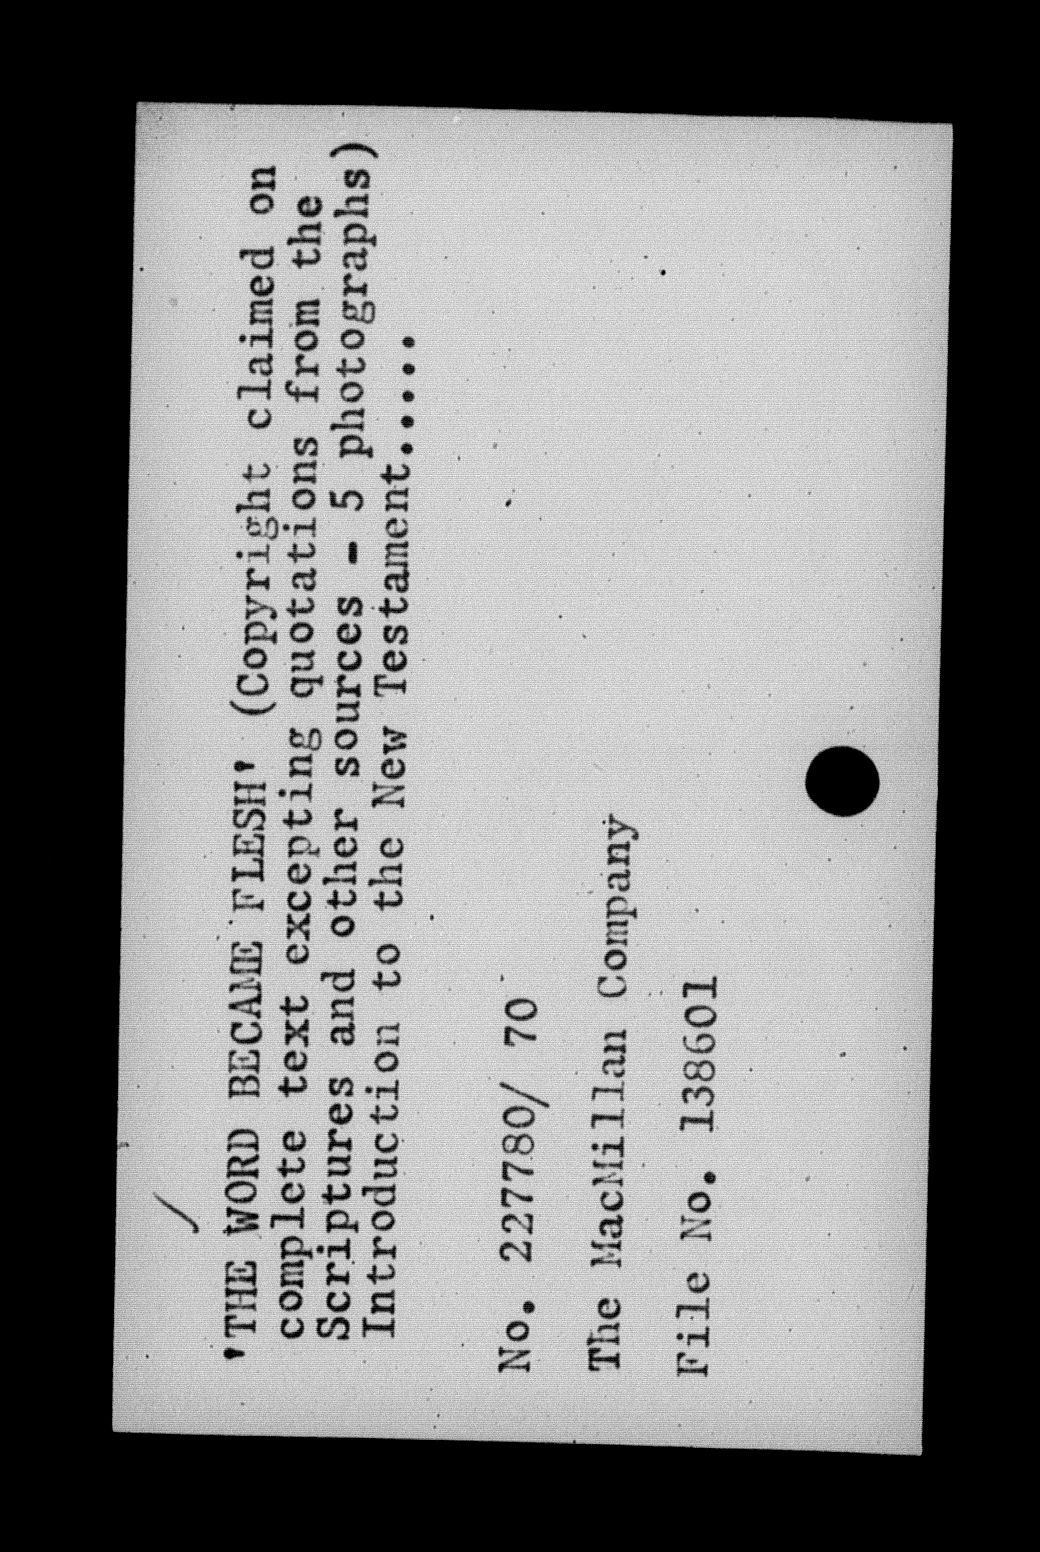 'THE WORD BECAME FLESH' (Copyright claimed on
complete text excepting quotations from the
Scriptures and other sources - 5 photographs)
Introduction to the New Testament.....
No. 227780/ 70
The MacMillan Company
File No. 138601